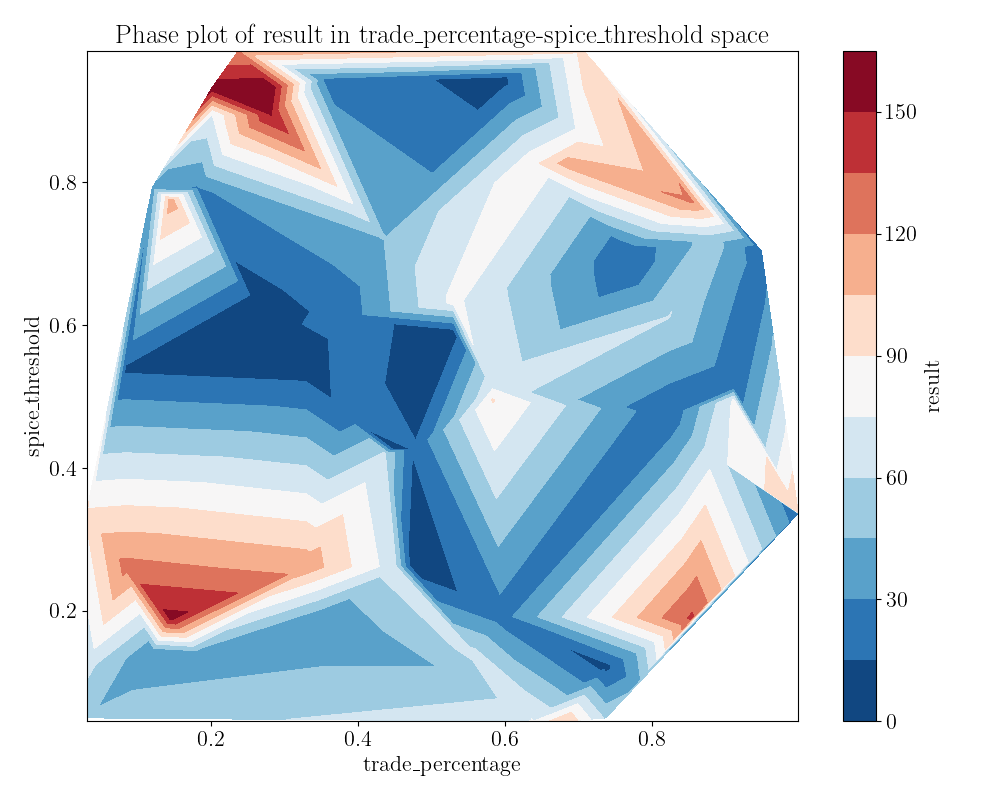 Phase plot of result in trade_percentage-spice_threshold space
0.8
0.6
0.4
0.2
spice_threshold
0.2 0.4 0.6 0.8
trade_percentage
150
120
90
60
30
0
result